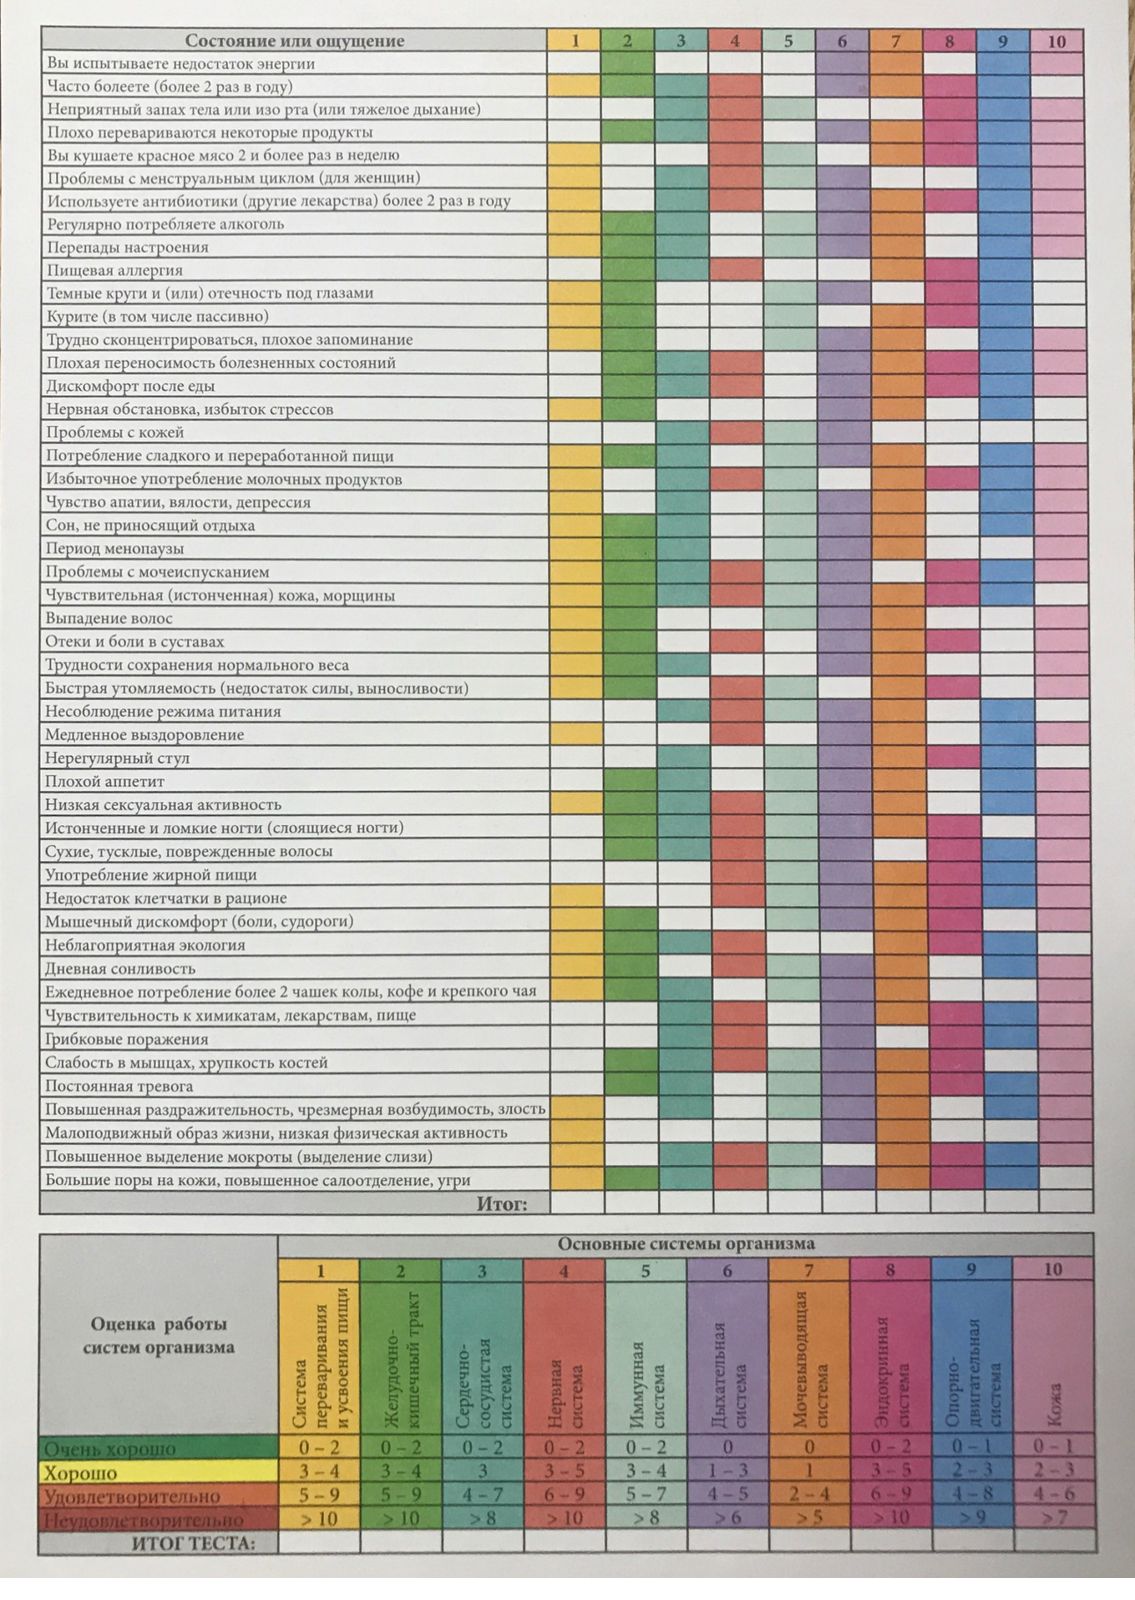 Состояние или ощущение 1 2 3 4 5 6 7 8 9 10
Вы испытываете недостаток энергии
Часто болеете (более 2 раз в году)
Неприятный запах тела или изо рта (или тяжелое дыхание)
Плохо перевариваются некоторые продукты
Вы кушаете красное мясо 2 и более раз в неделю
Проблемы с менструальным циклом (для женщин)
Используете антибиотики (другие лекарства) более 2 раз в году
Регулярно потребляете алкоголь
Перепады настроения
Пищевая аллергия
Темные круги и (или) отечность под глазами
Курите (в том числе пассивно)
Трудно сконцентрироваться, плохое запоминание
Плохая переносимость болезненных состояний
Дискомфорт после еды
Нервная обстановка, избыток стрессов
Проблемы с кожей
Потребление сладкого и переработанной пищи
Избыточное употребление молочных продуктов
Чувство апатии, вялости, депрессия
Сон, не приносящий отдыха
Период менопаузы
Проблемы с мочеиспусканием
Чувствительная (истонченная) кожа, морщины
Выпадение волос
Отеки и боли в суставах
Трудности сохранения нормального веса
Быстрая утомляемость (недостаток силы, выносливости)
Несоблюдение режима питания
Медленное выздоровление
Нерегулярный стул
Плохой аппетит
Низкая сексуальная активность
Истонченные и ломкие ногти (слоящиеся ногти)
Сухие, тусклые, поврежденные волосы
Употребление жирной пищи
Недостаток клетчатки в рационе
Мышечный дискомфорт (боли, судороги)
Неблагоприятная экология
Дневная сонливость
Ежедневное потребление более 2 чашек колы, кофе и крепкого чая
Чувствительность к химикатам, лекарствам, пище
Грибковые поражения
Слабость в мышцах, хрупкость костей
Постоянная тревога
Повышенная раздражительность, чрезмерная возбудимость, злость
Малоподвижный образ жизни, низкая физическая активность
Повышенное выделение мокроты (выделение слизи)
Большие поры на кожи, повышенное салоотделение, угри
Итог:
Оценка работы
систем организма
Основные системы организма
1 2 3 4 5 6 7 8 9 10
Система
переваривания
и усвоения пищи
Желудочно-
кишечный тракт
Сердечно-
сосудистая
система
Нервная
система
Иммунная
система
Дыхательная
система
Мочевыводящая
система
Эндокринная
система
Опорно-
двигательная
система
Кожа
Очень хорошо 0 – 2 0 – 2 0 – 2 0 – 2 0 – 2 0 0 0 – 2 0 – 1 0 – 1
Хорошо 3 – 4 3 – 4 3 3 – 5 3 – 4 1 – 3 1 3 – 5 2 – 3 2 – 3
Удовлетворительно 5 – 9 5 – 9 4 – 7 6 – 9 5 – 7 4 – 5 2 – 4 6 – 9 4 – 8 4 – 6
Неудовлетворительно > 10 > 10 > 8 > 10 > 8 > 6 > 5 > 10 > 9 > 7
ИТОГ ТЕСТА: